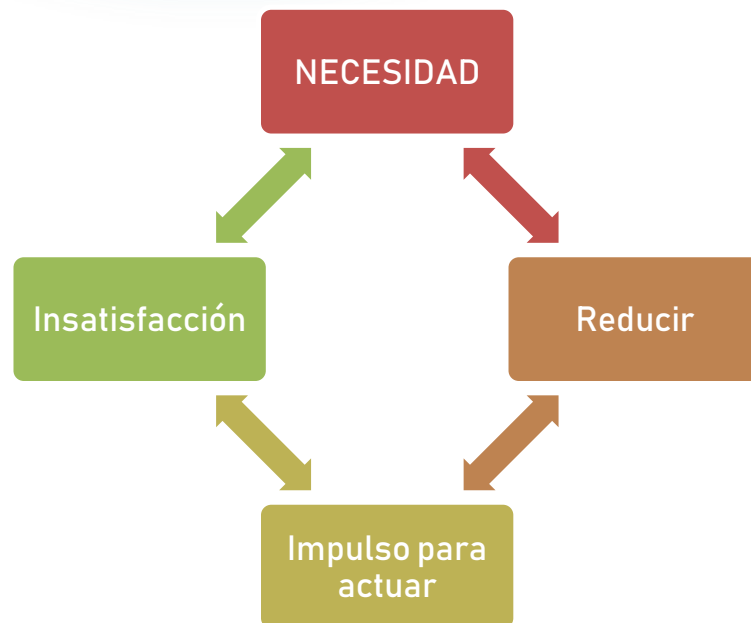 NECESIDAD
Insatisfacción
Reducir
Impulso para
actuar